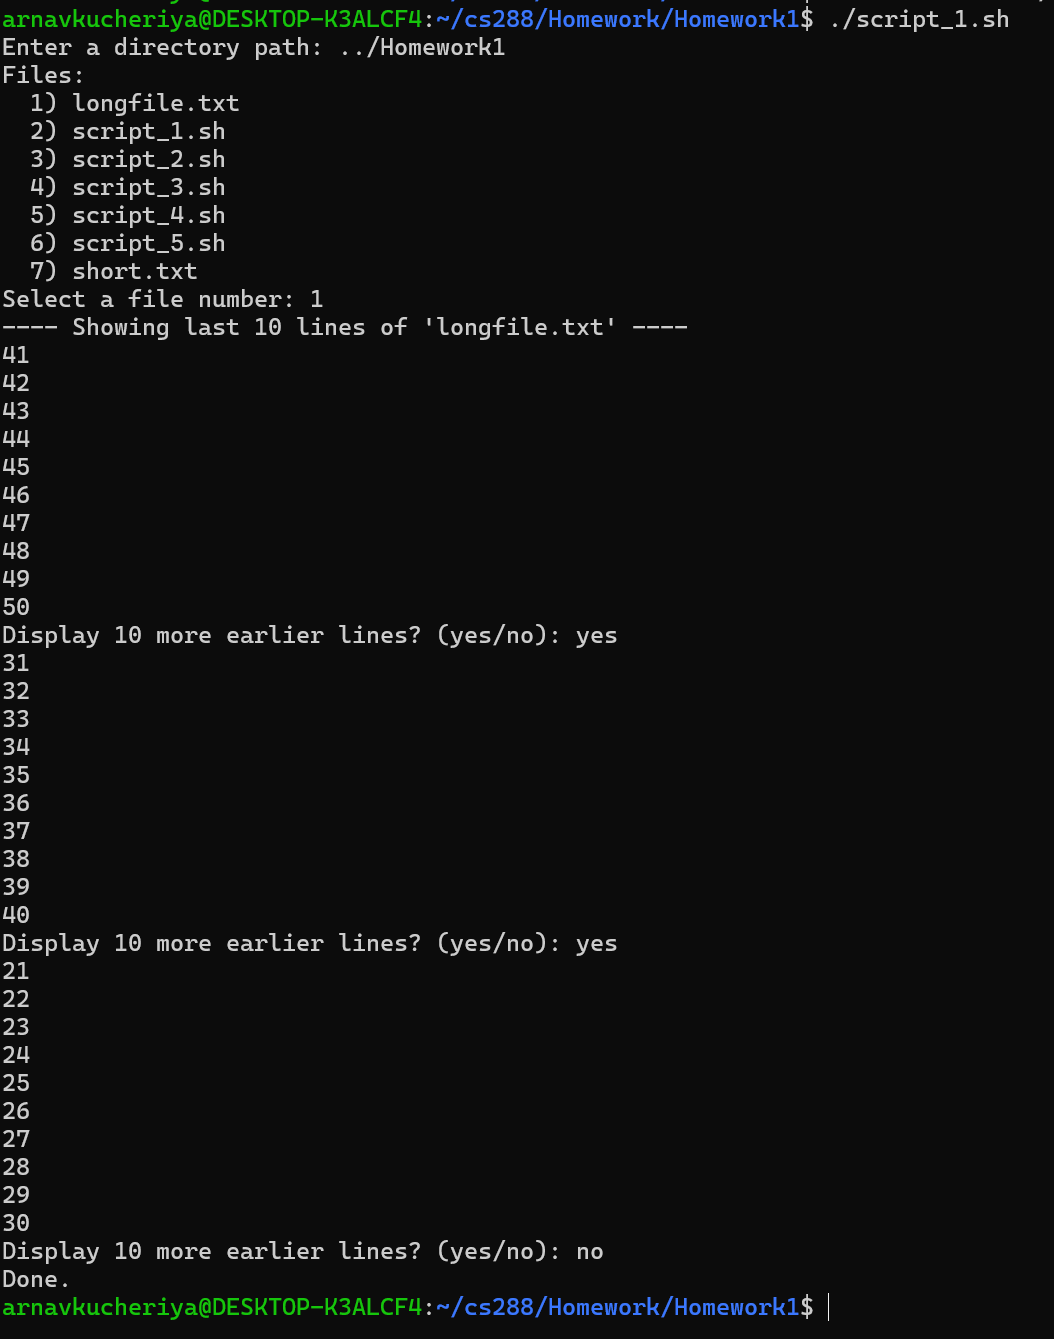 arnavkucheriya@DESKTOP-K3ALCF4:~/cs288/Homework/Homework1$ ./script_1.sh
Enter a directory path: ../Homework1
Files:
  1) longfile.txt
  2) script_1.sh
  3) script_2.sh
  4) script_3.sh
  5) script_4.sh
  6) script_5.sh
  7) short.txt
Select a file number: 1
---- Showing last 10 lines of 'longfile.txt' ----
41
42
43
44
45
46
47
48
49
50
Display 10 more earlier lines? (yes/no): yes
31
32
33
34
35
36
37
38
39
40
Display 10 more earlier lines? (yes/no): yes
21
22
23
24
25
26
27
28
29
30
Display 10 more earlier lines? (yes/no): no
Done.
arnavkucheriya@DESKTOP-K3ALCF4:~/cs288/Homework/Homework1$